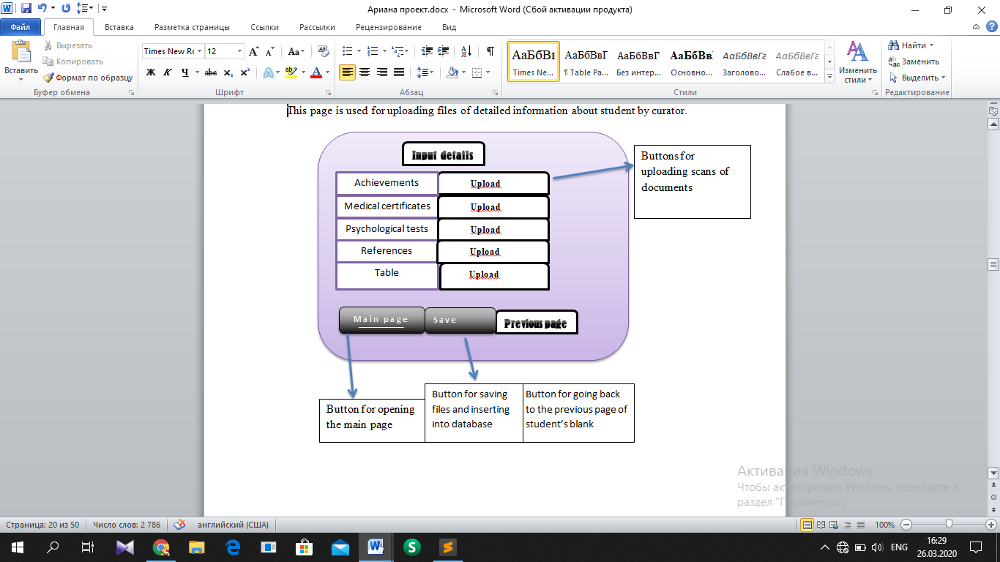 Ариана проект.docx - Microsoft Word (Сбой активации продукта)
Файл Главная Вставка Разметка страницы Ссылки Рассылки Рецензирование Вид
Вставить
Вырезать
Копировать
Формат по образцу
Буфер обмена
Times New Rc 12
Ж К Ч abc x₂ x²
Шрифт
Абзац
АаБбВı АаБбВвГ АаБбВвГ АаБбВв. АаБбВвГг АаБбВвГг
Times Ne... ¶ Table Pa... Без интер... Основно... Заголово... Слабое в...
Стили
Изменить
стили
Найти
Заменить
Выделить
Редактирование
This page is used for uploading files of detailed information about student by curator.
Input details
Achievements Upload
Medical certificates Upload
Psychological tests Upload
References Upload
Table Upload
Buttons for
uploading scans of
documents
Main page Save Previous page
Button for opening
the main page
Button for saving
files and inserting
into database
Button for going back
to the previous page of
student’s blank
Активация Windows
Чтобы активировать Windows, перейдите в
раздел "Параметры".
Страница: 20 из 50 Число слов: 2 786 английский (США) 100%
ENG
16:29
26.03.2020